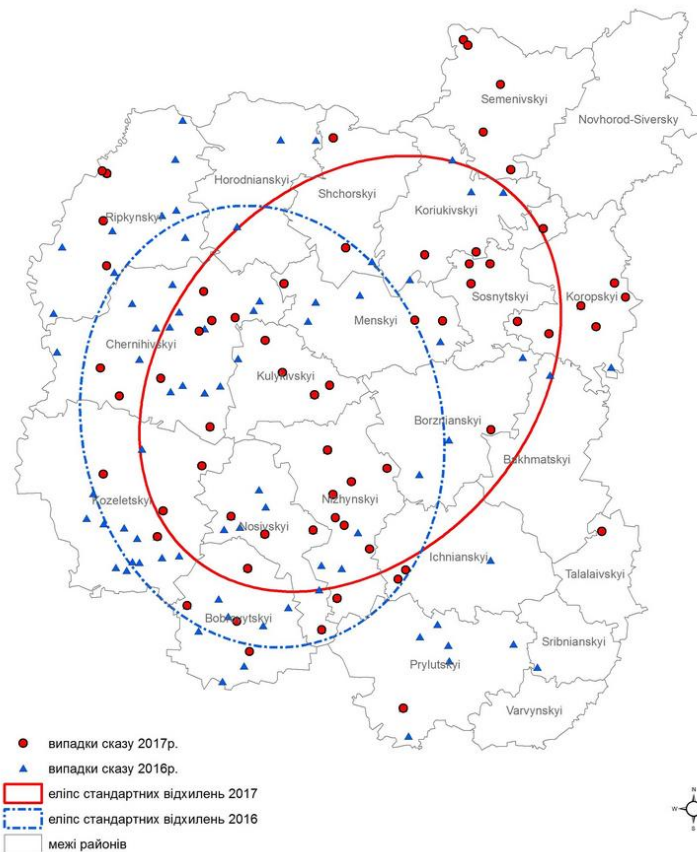 Semenivskyi
Novhorod-Siversky
Horodnianskyi
Shchorskyi
Ripkynskyi
Koriukivskyi
Sosnytskyi
Koropskyi
Menskyi
Chernihivskyi
Kulykivskyi
Borznianskyi
Bakhmatskyi
Kozeletskyi
Nizhynskyi
Nosivskyi
Ichnianskyi
Talalaivskyi
Bobrovytskyi
Sribnianskyi
Prylutskyi
Varvynskyi
випадки сказу 2017р.
випадки сказу 2016р.
еліпс стандартних відхилень 2017
еліпс стандартних відхилень 2016
межі районів
N
W
S